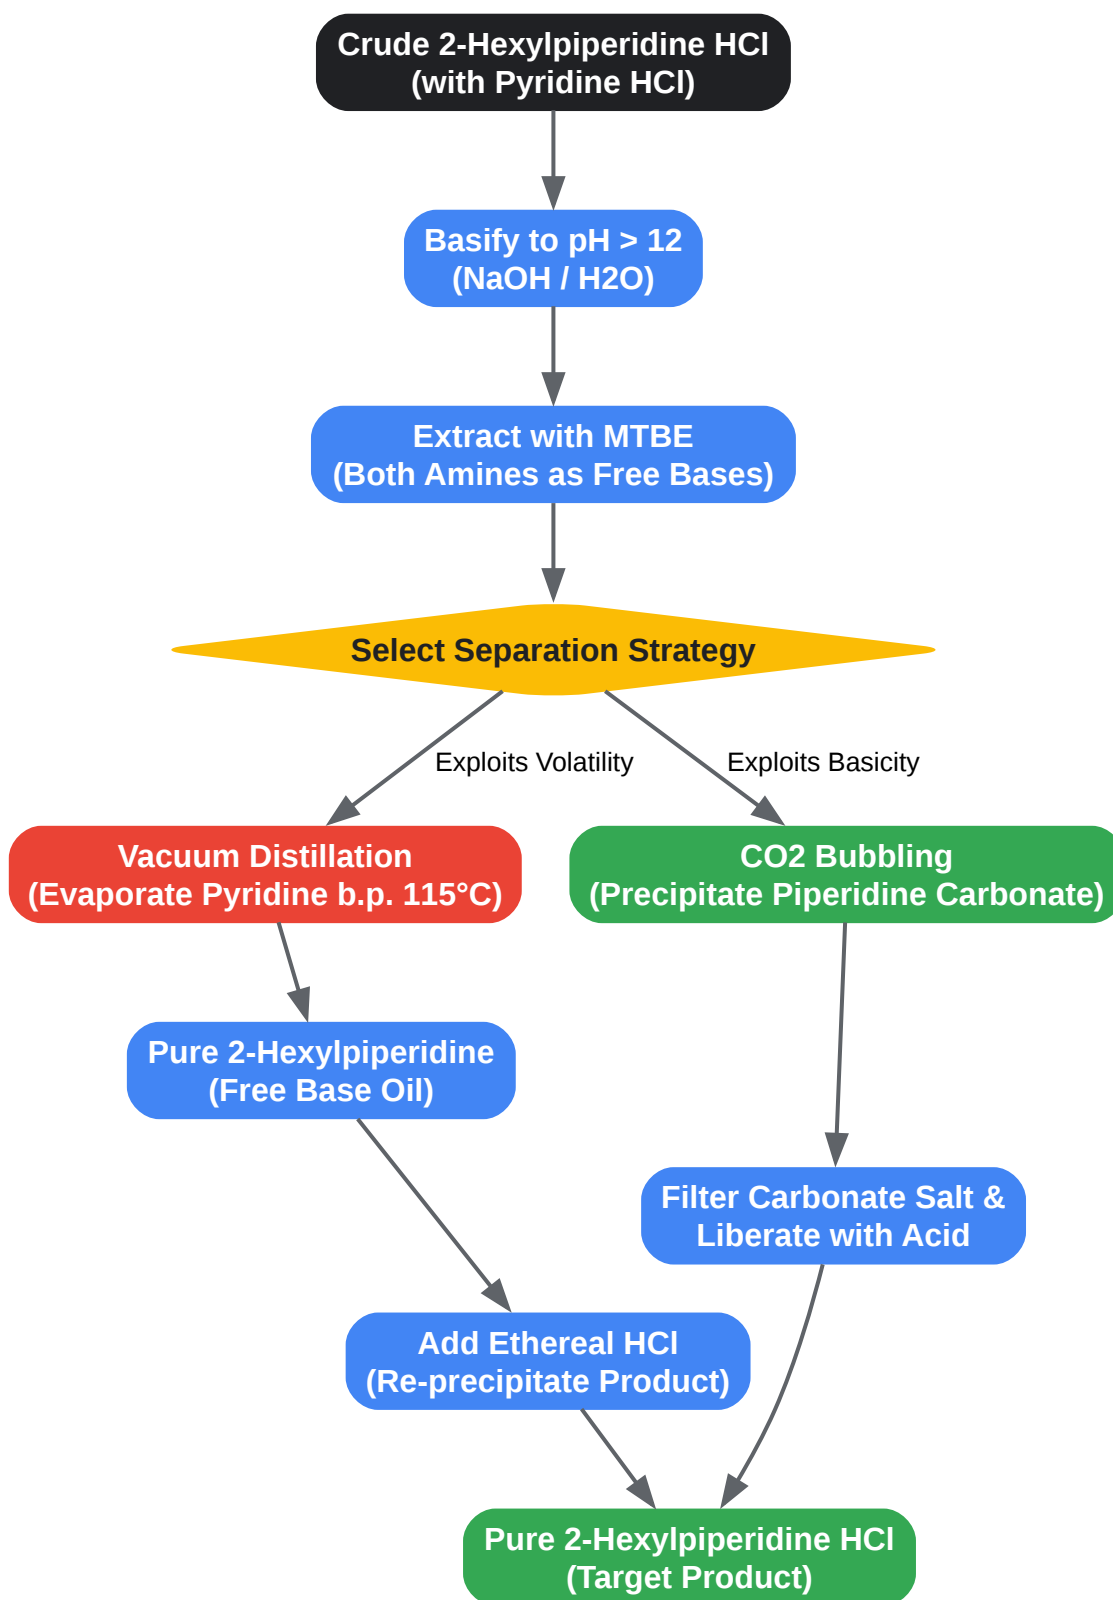 Crude 2-Hexylpiperidine HCl
(with Pyridine HCl)
Basify to pH > 12
(NaOH / H2O)
Extract with MTBE
(Both Amines as Free Bases)
Select Separation Strategy
Exploits Volatility
Exploits Basicity
Vacuum Distillation
(Evaporate Pyridine b.p. 115°C)
CO2 Bubbling
(Precipitate Piperidine Carbonate)
Pure 2-Hexylpiperidine
(Free Base Oil)
Filter Carbonate Salt &
Liberate with Acid
Add Ethereal HCl
(Re-precipitate Product)
Pure 2-Hexylpiperidine HCl
(Target Product)